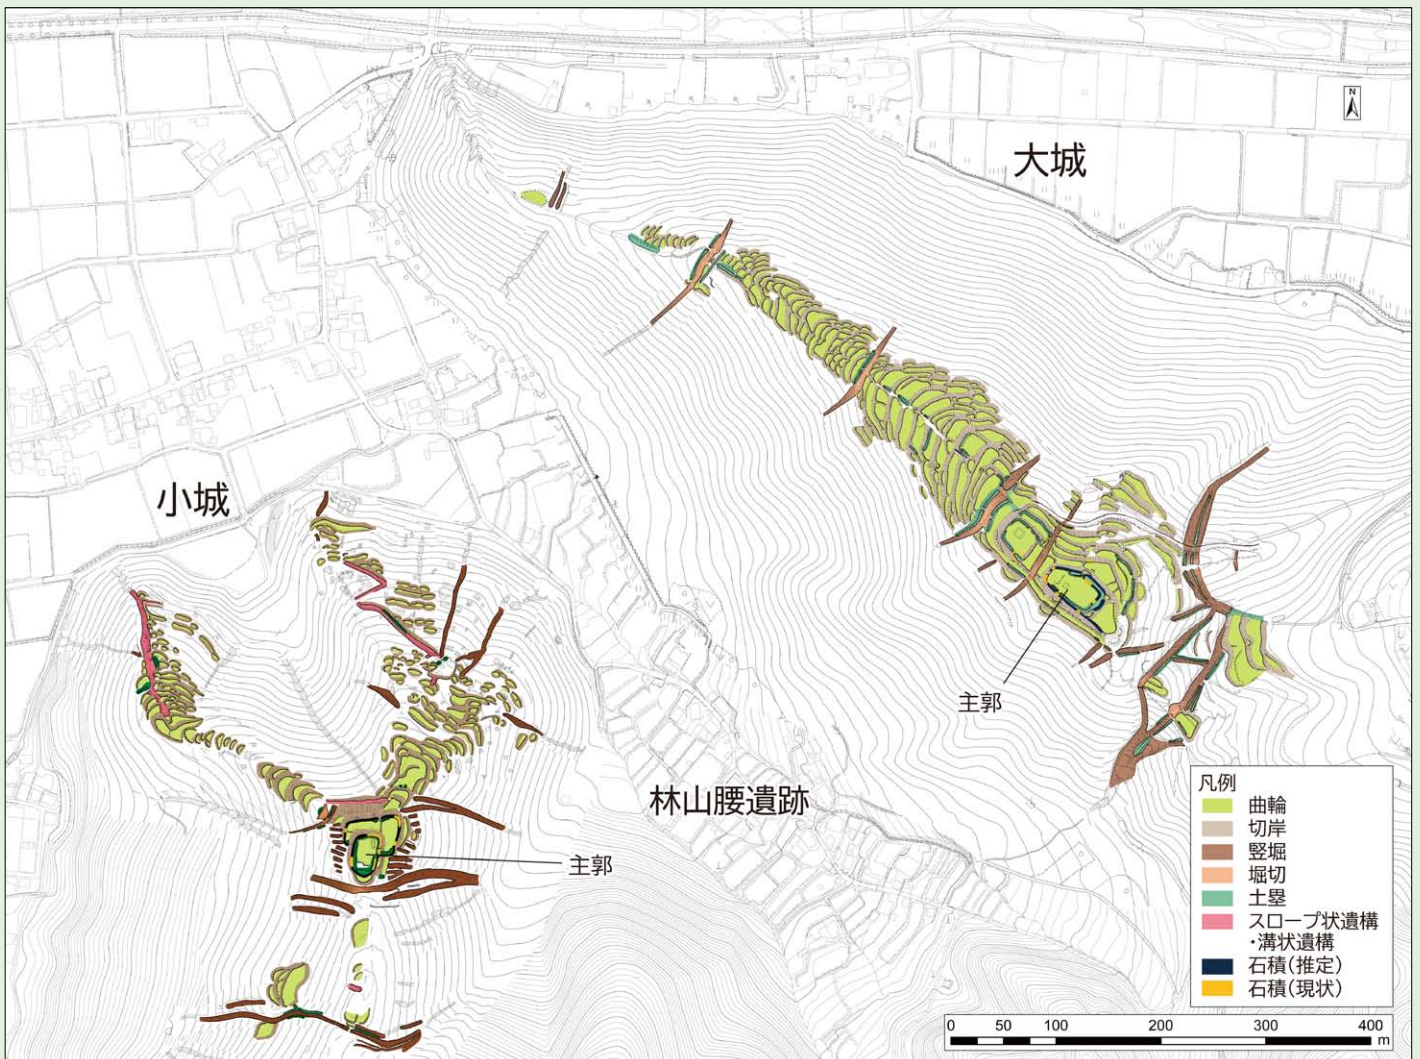 N
大城
小城
主郭
林山腰遺跡
主郭
凡例
曲輪
切岸
竪堀
堀切
土塁
スロープ状遺構
・溝状遺構
石積(推定)
石積(現状)
0 50 100 200 300 400
m